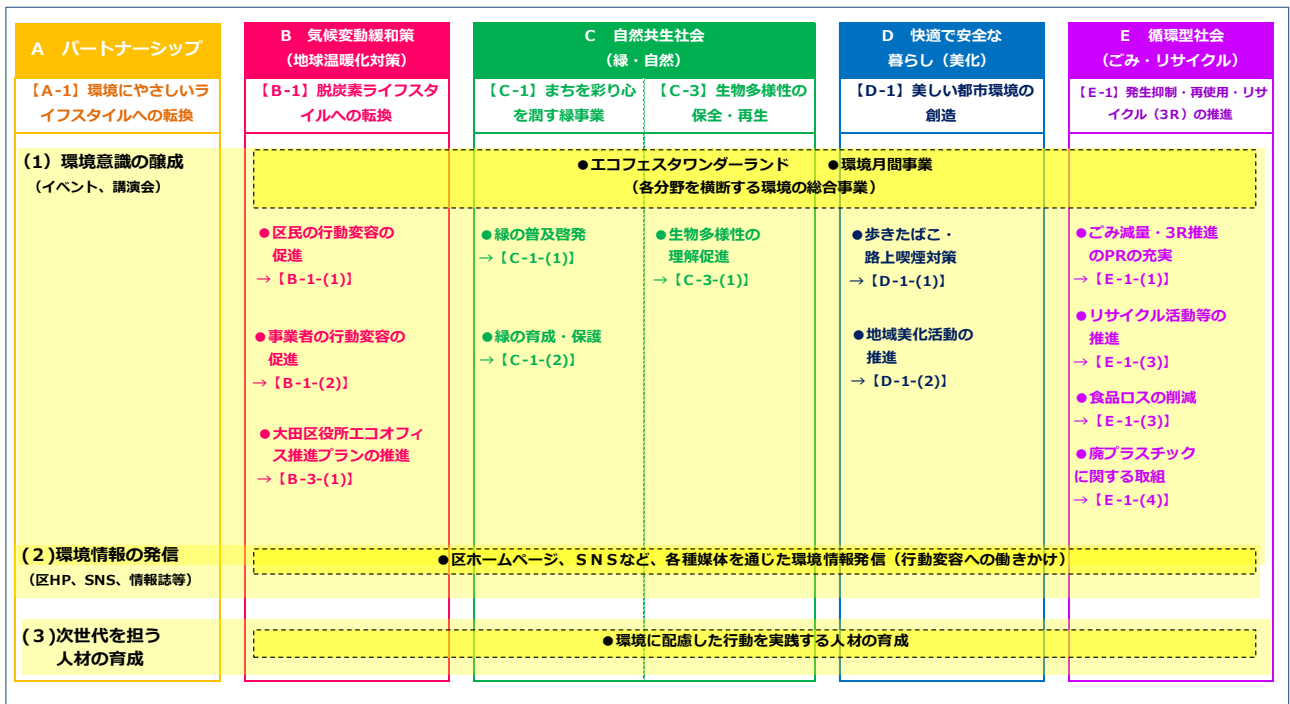 A　パートナーシップ
B　気候変動緩和策
（地球温暖化対策）
C　自然共生社会
（緑・自然）
D　快適で安全な
暮らし（美化）
E　循環型社会
（ごみ・リサイクル）
【A-1】環境にやさしいラ
イフスタイルへの転換
【B-1】脱炭素ライフスタ
イルへの転換
【C-1】まちを彩り心
を潤す緑事業
【C-3】生物多様性の
保全・再生
【D-1】美しい都市環境の
創造
【E-1】発生抑制・再使用・リサ
イクル（3R）の推進
（1）環境意識の醸成
（イベント、講演会）
●エコフェスタワンダーランド　　●環境月間事業
（各分野を横断する環境の総合事業）
●区民の行動変容の
促進
→【B-1-(1)】
●事業者の行動変容の
促進
→【B-1-(2)】
●大田区役所エコオフィ
ス推進プランの推進
→【B-3-(1)】
●緑の普及啓発
→【C-1-(1)】
●緑の育成・保護
→【C-1-(2)】
●生物多様性の
理解促進
→【C-3-(1)】
●歩きたばこ・
路上喫煙対策
→【D-1-(1)】
●地域美化活動の
推進
→【D-1-(2)】
●ごみ減量・3R推進
のPRの充実
→【E-1-(1)】
●リサイクル活動等の
推進
→【E-1-(3)】
●食品ロスの削減
→【E-1-(3)】
●廃プラスチック
に関する取組
→【E-1-(4)】
(２)環境情報の発信
（区HP、SNS、情報誌等）
●区ホームページ、ＳＮＳなど、各種媒体を通じた環境情報発信（行動変容への働きかけ）
(３)次世代を担う
人材の育成
●環境に配慮した行動を実践する人材の育成